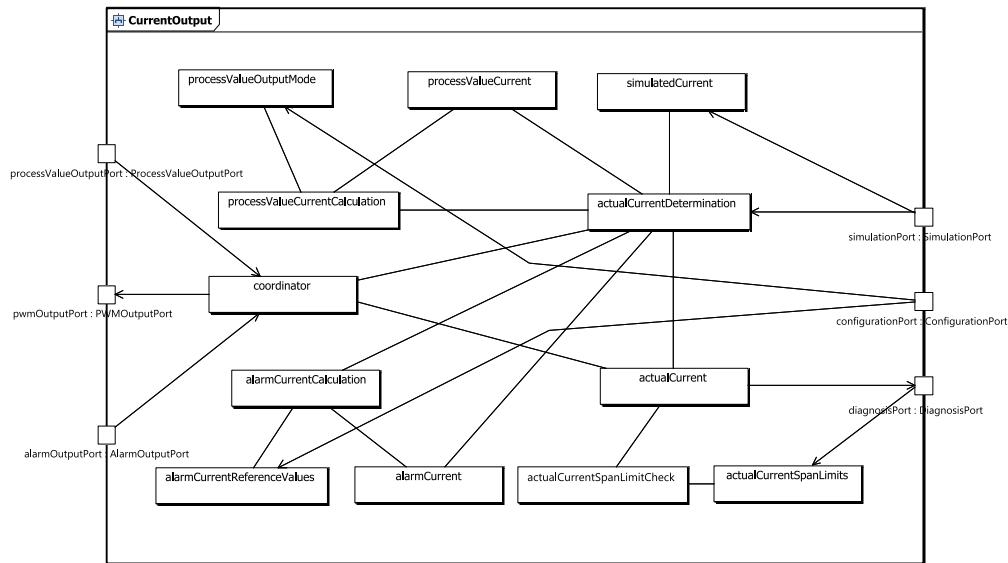 CurrentOutput
processValueOutputMode
processValueCurrent
simulatedCurrent
processValueOutputPort : ProcessValueOutputPort
processValueCurrentCalculation
actualCurrentDetermination
simulationPort : SimulationPort
coordinator
pwmOutputPort : PWMOutputPort
configurationPort : ConfigurationPort
alarmCurrentCalculation
actualCurrent
diagnosisPort : DiagnosisPort
alarmOutputPort : AlarmOutputPort
alarmCurrentReferenceValues
alarmCurrent
actualCurrentSpanLimitCheck
actualCurrentSpanLimits